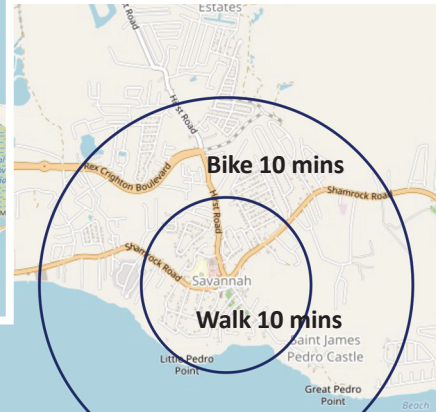 Estates
Hirst Road
Hirst Road
Bike 10 mins
Rex Crighton Boulevard
Shamrock Road
Hirst Road
Shamrock Road
Savannah
Walk 10 mins
Saint James
Pedro Castle
Little Pedro
Point
Great Pedro
Point
Beach